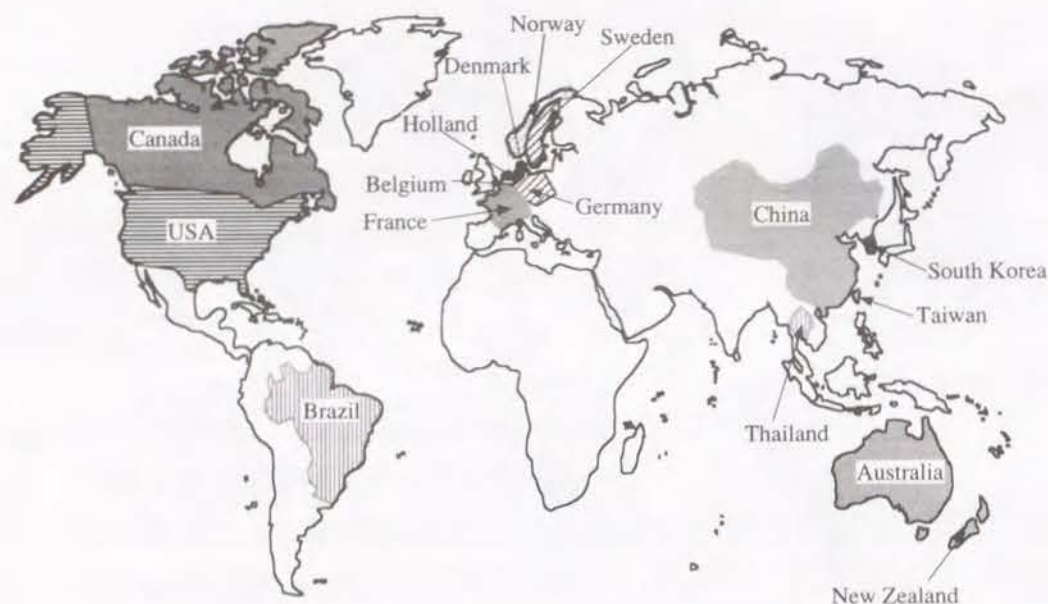 Norway
Sweden
Denmark
Holland
Canada
Belgium
Germany
France
China
USA
South Korea
Taiwan
Brazil
Thailand
Australia
New Zealand